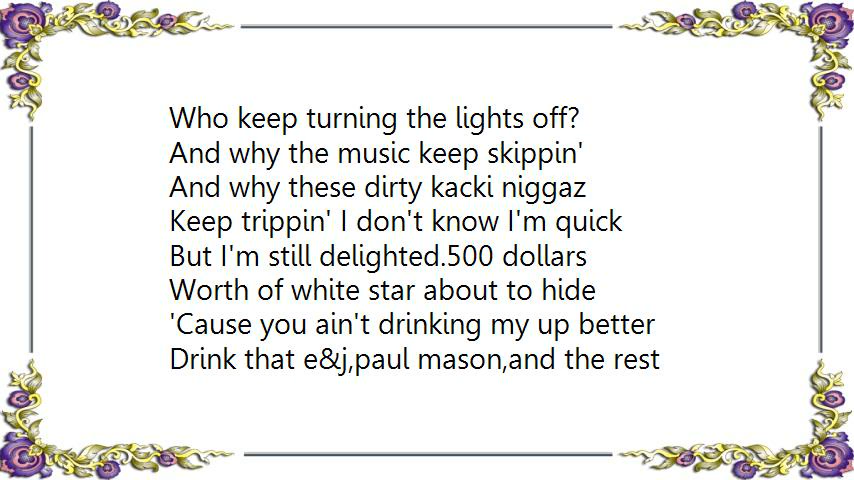 Who keep turning the lights off?
And why the music keep skippin'
And why these dirty kacki niggaz
Keep trippin' I don't know I'm quick
But I'm still delighted.500 dollars
Worth of white star about to hide
'Cause you ain't drinking my up better
Drink that e&j,paul mason,and the rest